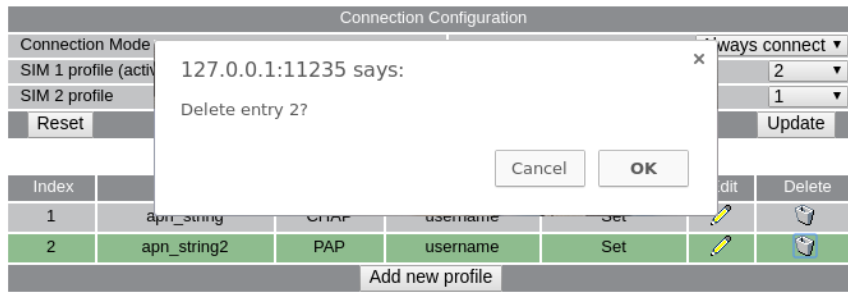 Connection Configuration
Connection Mode
Always connect
127.0.0.1:11235 says:
SIM 1 profile (activ
2
SIM 2 profile
1
Delete entry 2?
Reset
Update
Cancel
OK
Index
Edit
Delete
1
apn_string
CHAP
username
Set
2
apn_string2
PAP
username
Set
Add new profile